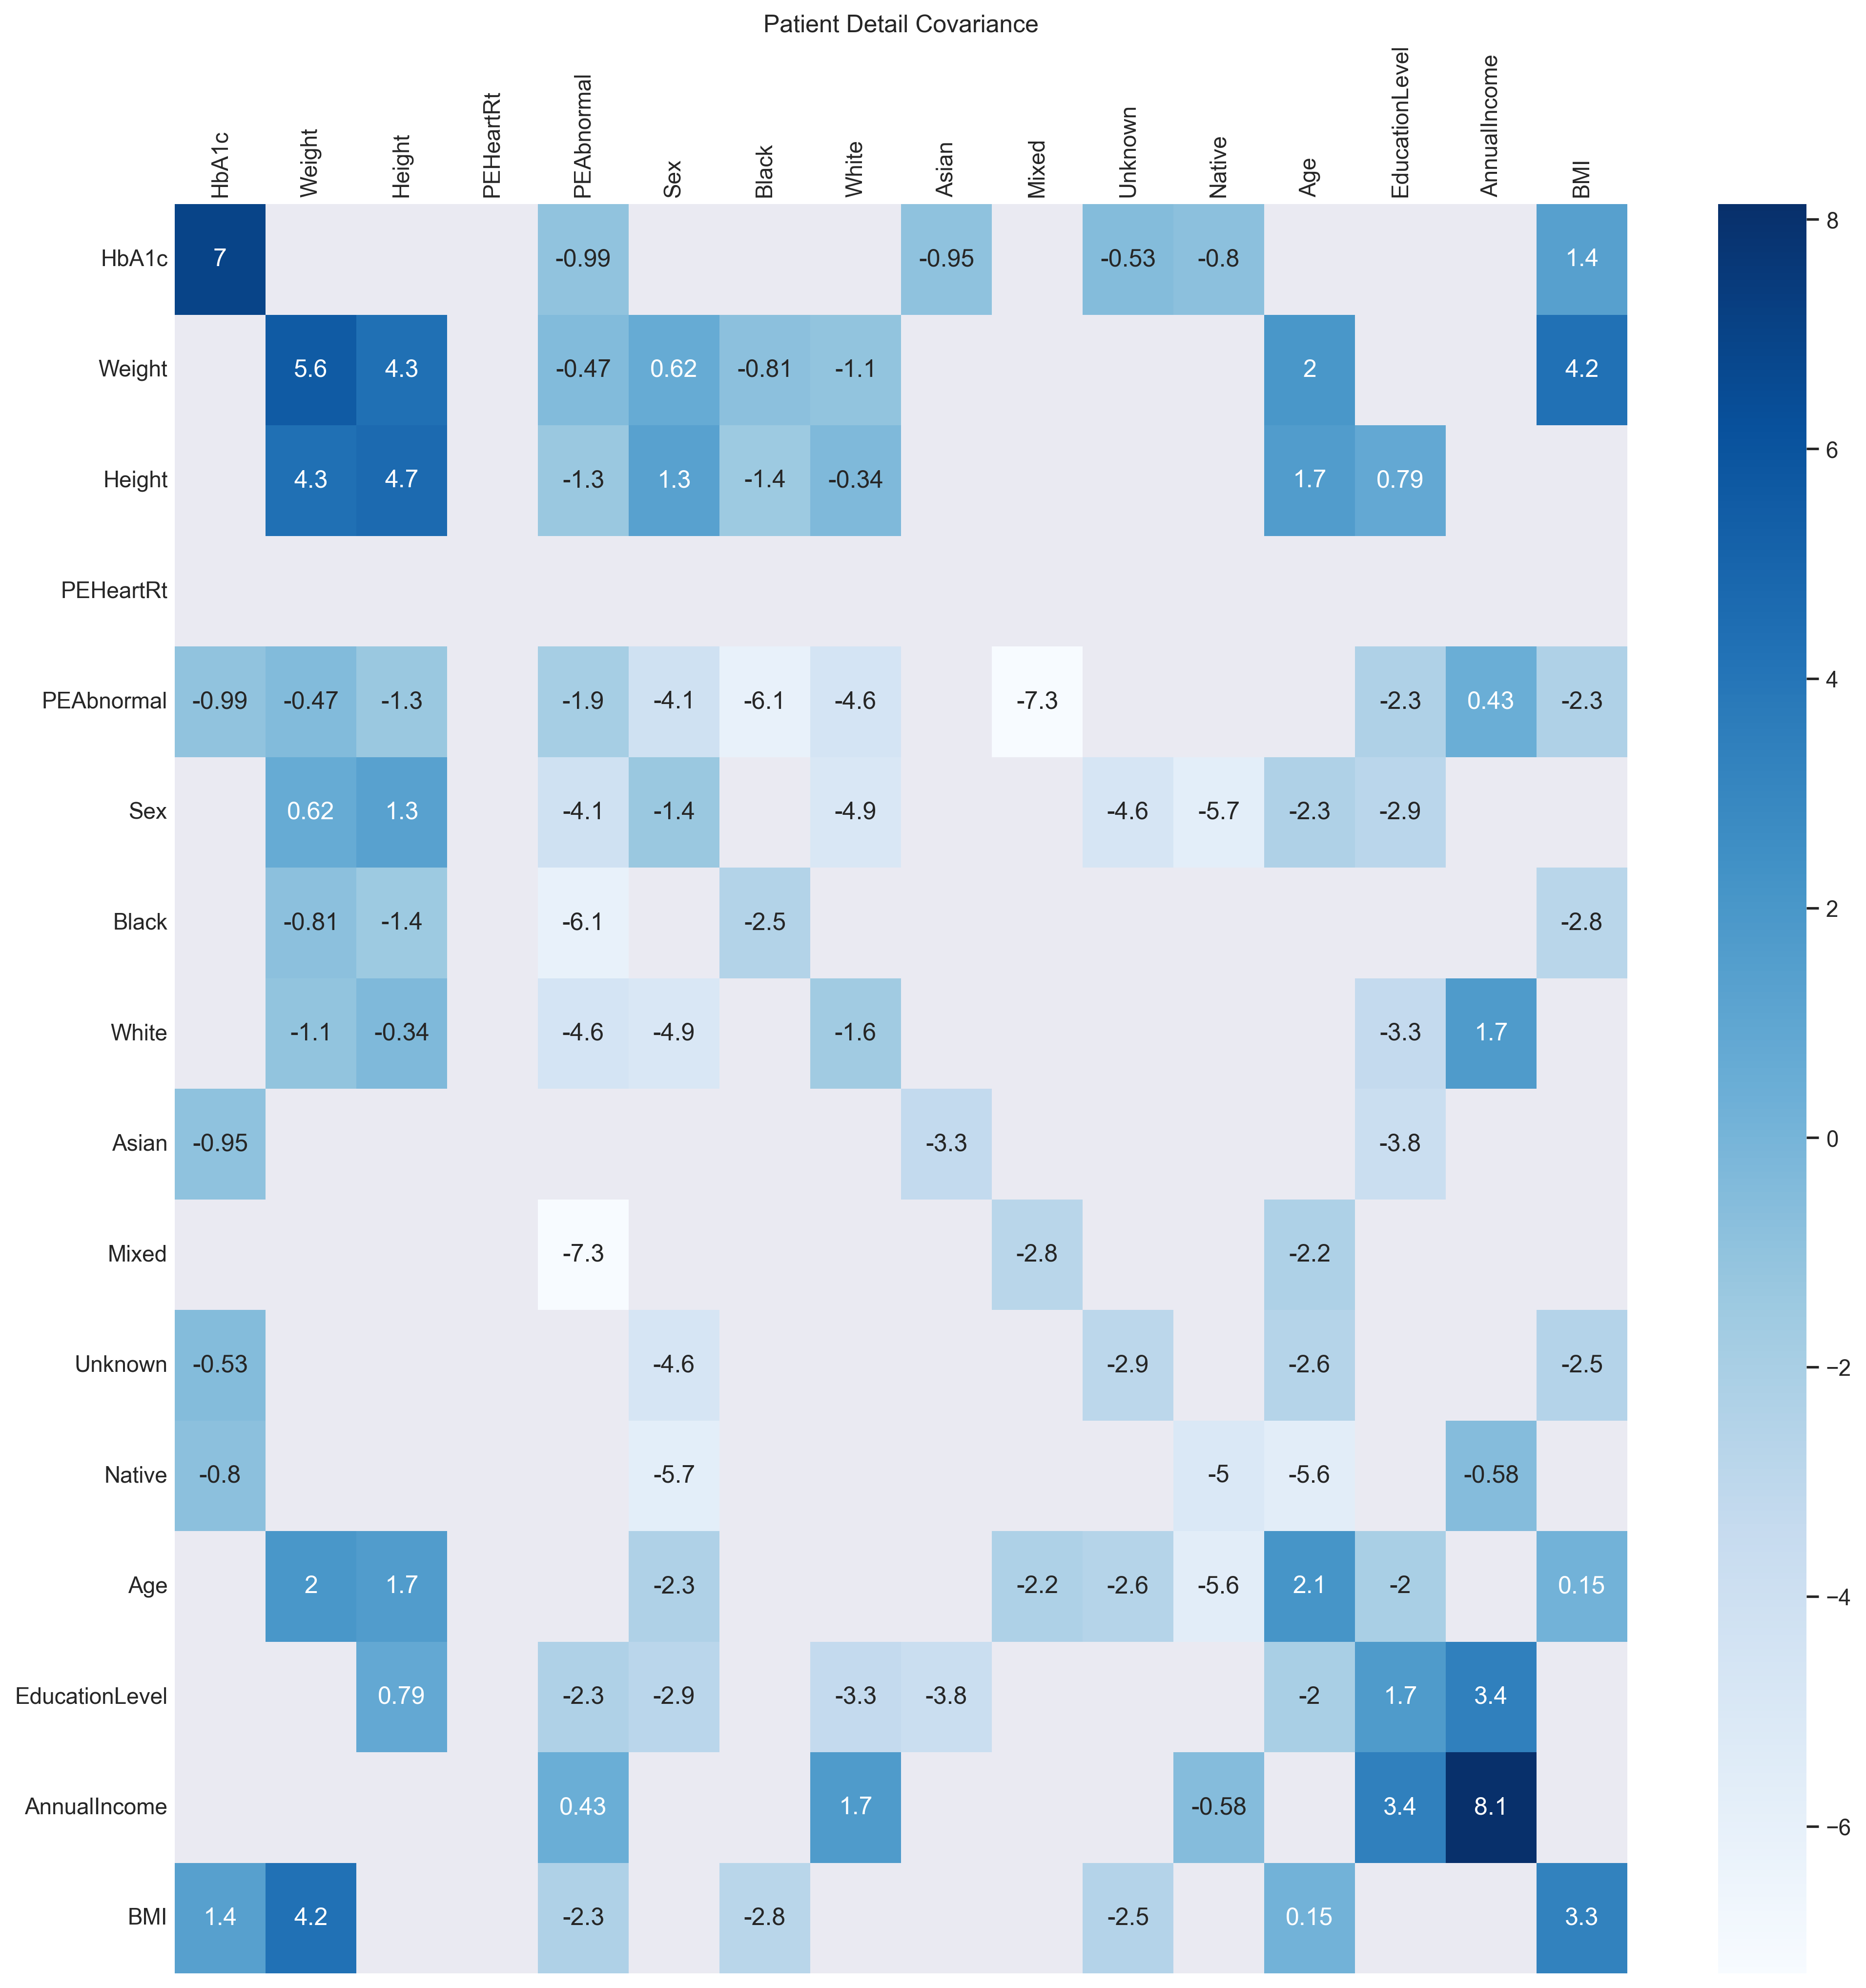 Patient Detail Covariance
HbA1c Weight Height PEHeartRt PEAbnormal Sex Black White Asian Mixed Unknown Native Age EducationLevel AnnualIncome BMI
HbA1c 7 -0.99 -0.95 -0.53 -0.8 1.4
Weight 5.6 4.3 -0.47 0.62 -0.81 -1.1 2 4.2
Height 4.3 4.7 -1.3 1.3 -1.4 -0.34 1.7 0.79
PEHeartRt
PEAbnormal -0.99 -0.47 -1.3 -1.9 -4.1 -6.1 -4.6 -7.3 -2.3 0.43 -2.3
Sex 0.62 1.3 -4.1 -1.4 -4.9 -4.6 -5.7 -2.3 -2.9
Black -0.81 -1.4 -6.1 -2.5 -2.8
White -1.1 -0.34 -4.6 -4.9 -1.6 -3.3 1.7
Asian -0.95 -3.3 -3.8
Mixed -7.3 -2.8 -2.2
Unknown -0.53 -4.6 -2.9 -2.6 -2.5
Native -0.8 -5.7 -5 -5.6 -0.58
Age 2 1.7 -2.3 -2.2 -2.6 -5.6 2.1 -2 0.15
EducationLevel 0.79 -2.3 -2.9 -3.3 -3.8 -2 1.7 3.4
AnnualIncome 0.43 1.7 -0.58 3.4 8.1
BMI 1.4 4.2 -2.3 -2.8 -2.5 0.15 3.3
8
6
4
2
0
−2
−4
−6